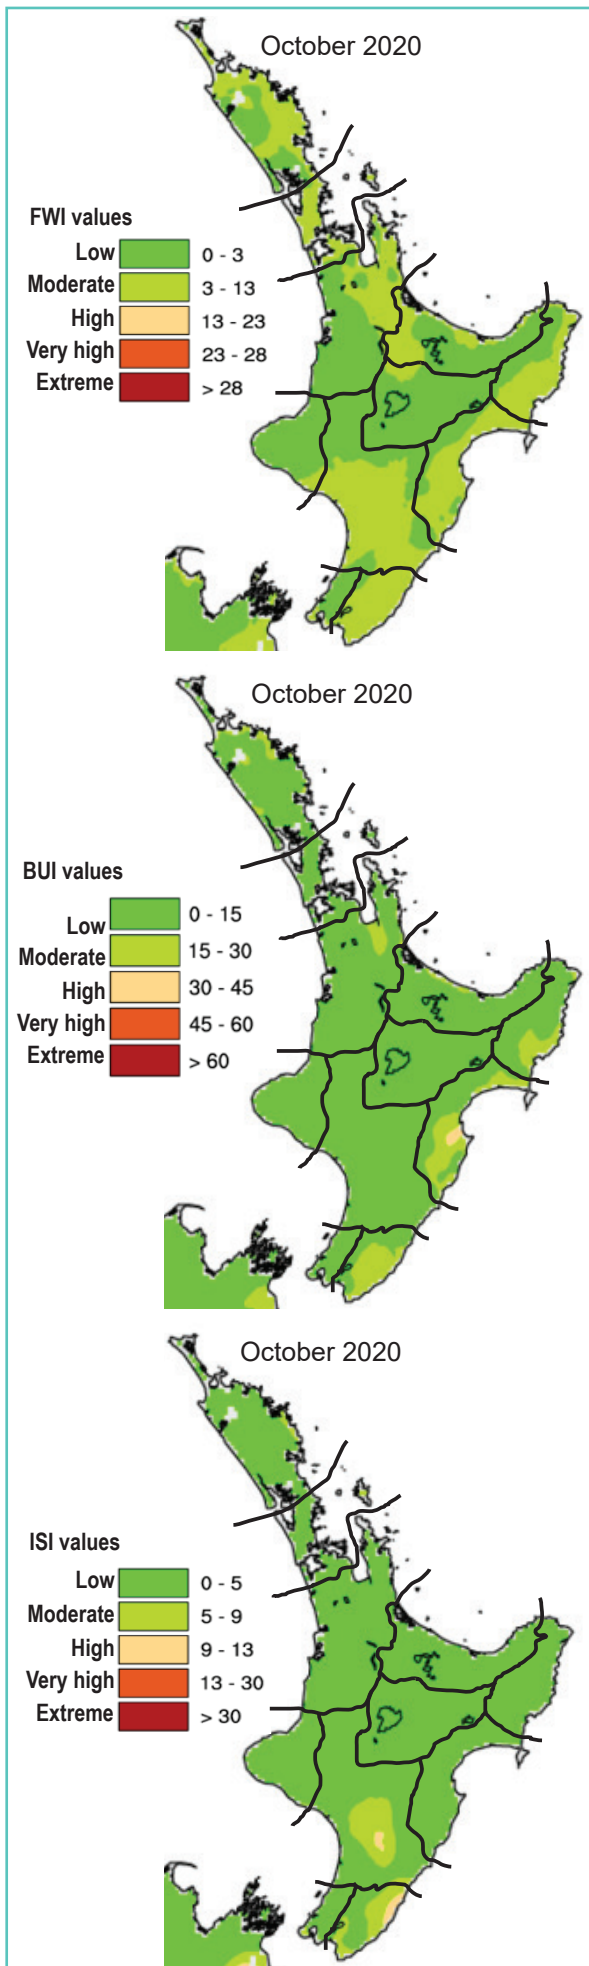 October 2020
FWI values
Low 0 - 3
Moderate 3 - 13
High 13 - 23
Very high 23 - 28
Extreme > 28
October 2020
BUI values
Low 0 - 15
Moderate 15 - 30
High 30 - 45
Very high 45 - 60
Extreme > 60
October 2020
ISI values
Low 0 - 5
Moderate 5 - 9
High 9 - 13
Very high 13 - 30
Extreme > 30